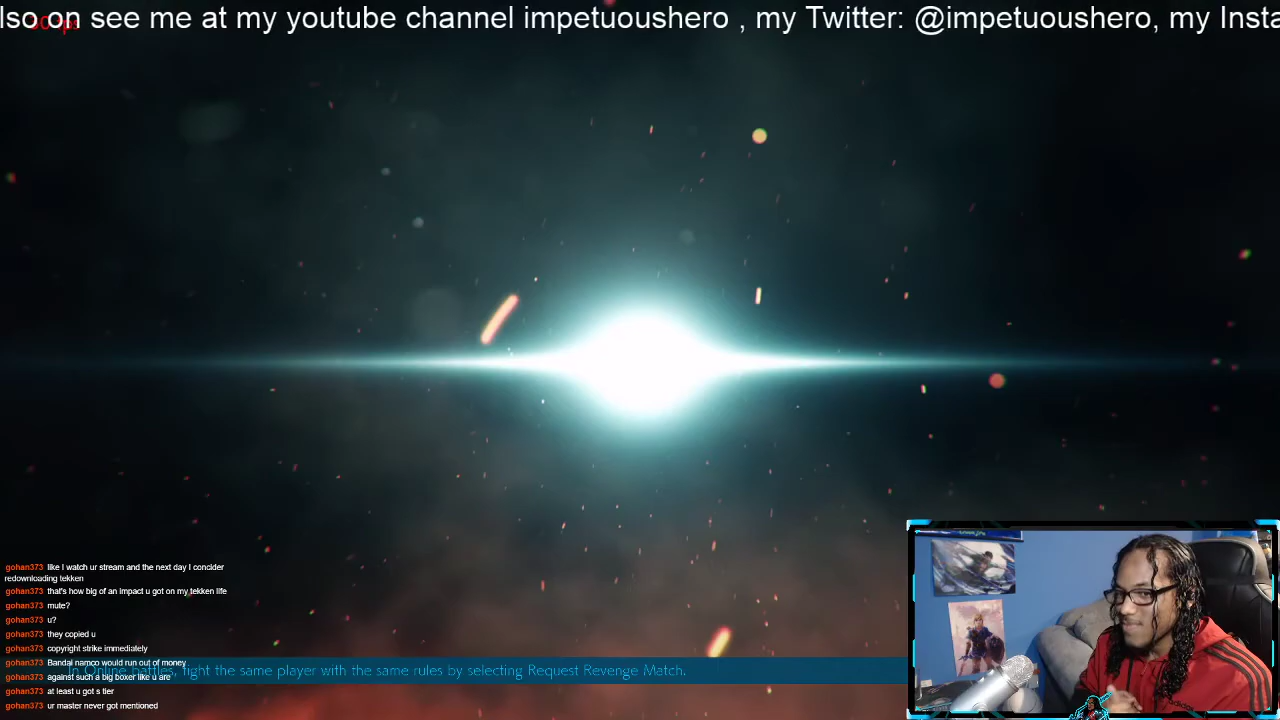 lso on see me at my youtube channel impetuoushero , my Twitter: @impetuoushero, my Insta
gohan373 like I watch ur stream and the next day I concider
redownloading tekken
gohan373 that's how big of an impact u got on my tekken life
gohan373 mute?
gohan373 u?
gohan373 they copied u
gohan373 copyright strike immediately
gohan373 Bandai namco would run out of money
In Online battles, fight the same player with the same rules by selecting Request Revenge Match.
gohan373 against such a big boxer like u are
gohan373 at least u got s tier
gohan373 ur master never got mentioned
adidas